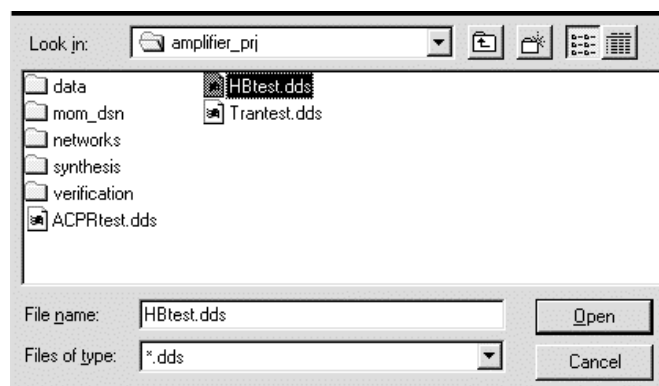 Look in: amplifier_prj
data HBtest.dds
mom_dsn Trantest.dds
networks
synthesis
verification
ACPRtest.dds
File name: HBtest.dds Open
Files of type: *.dds Cancel